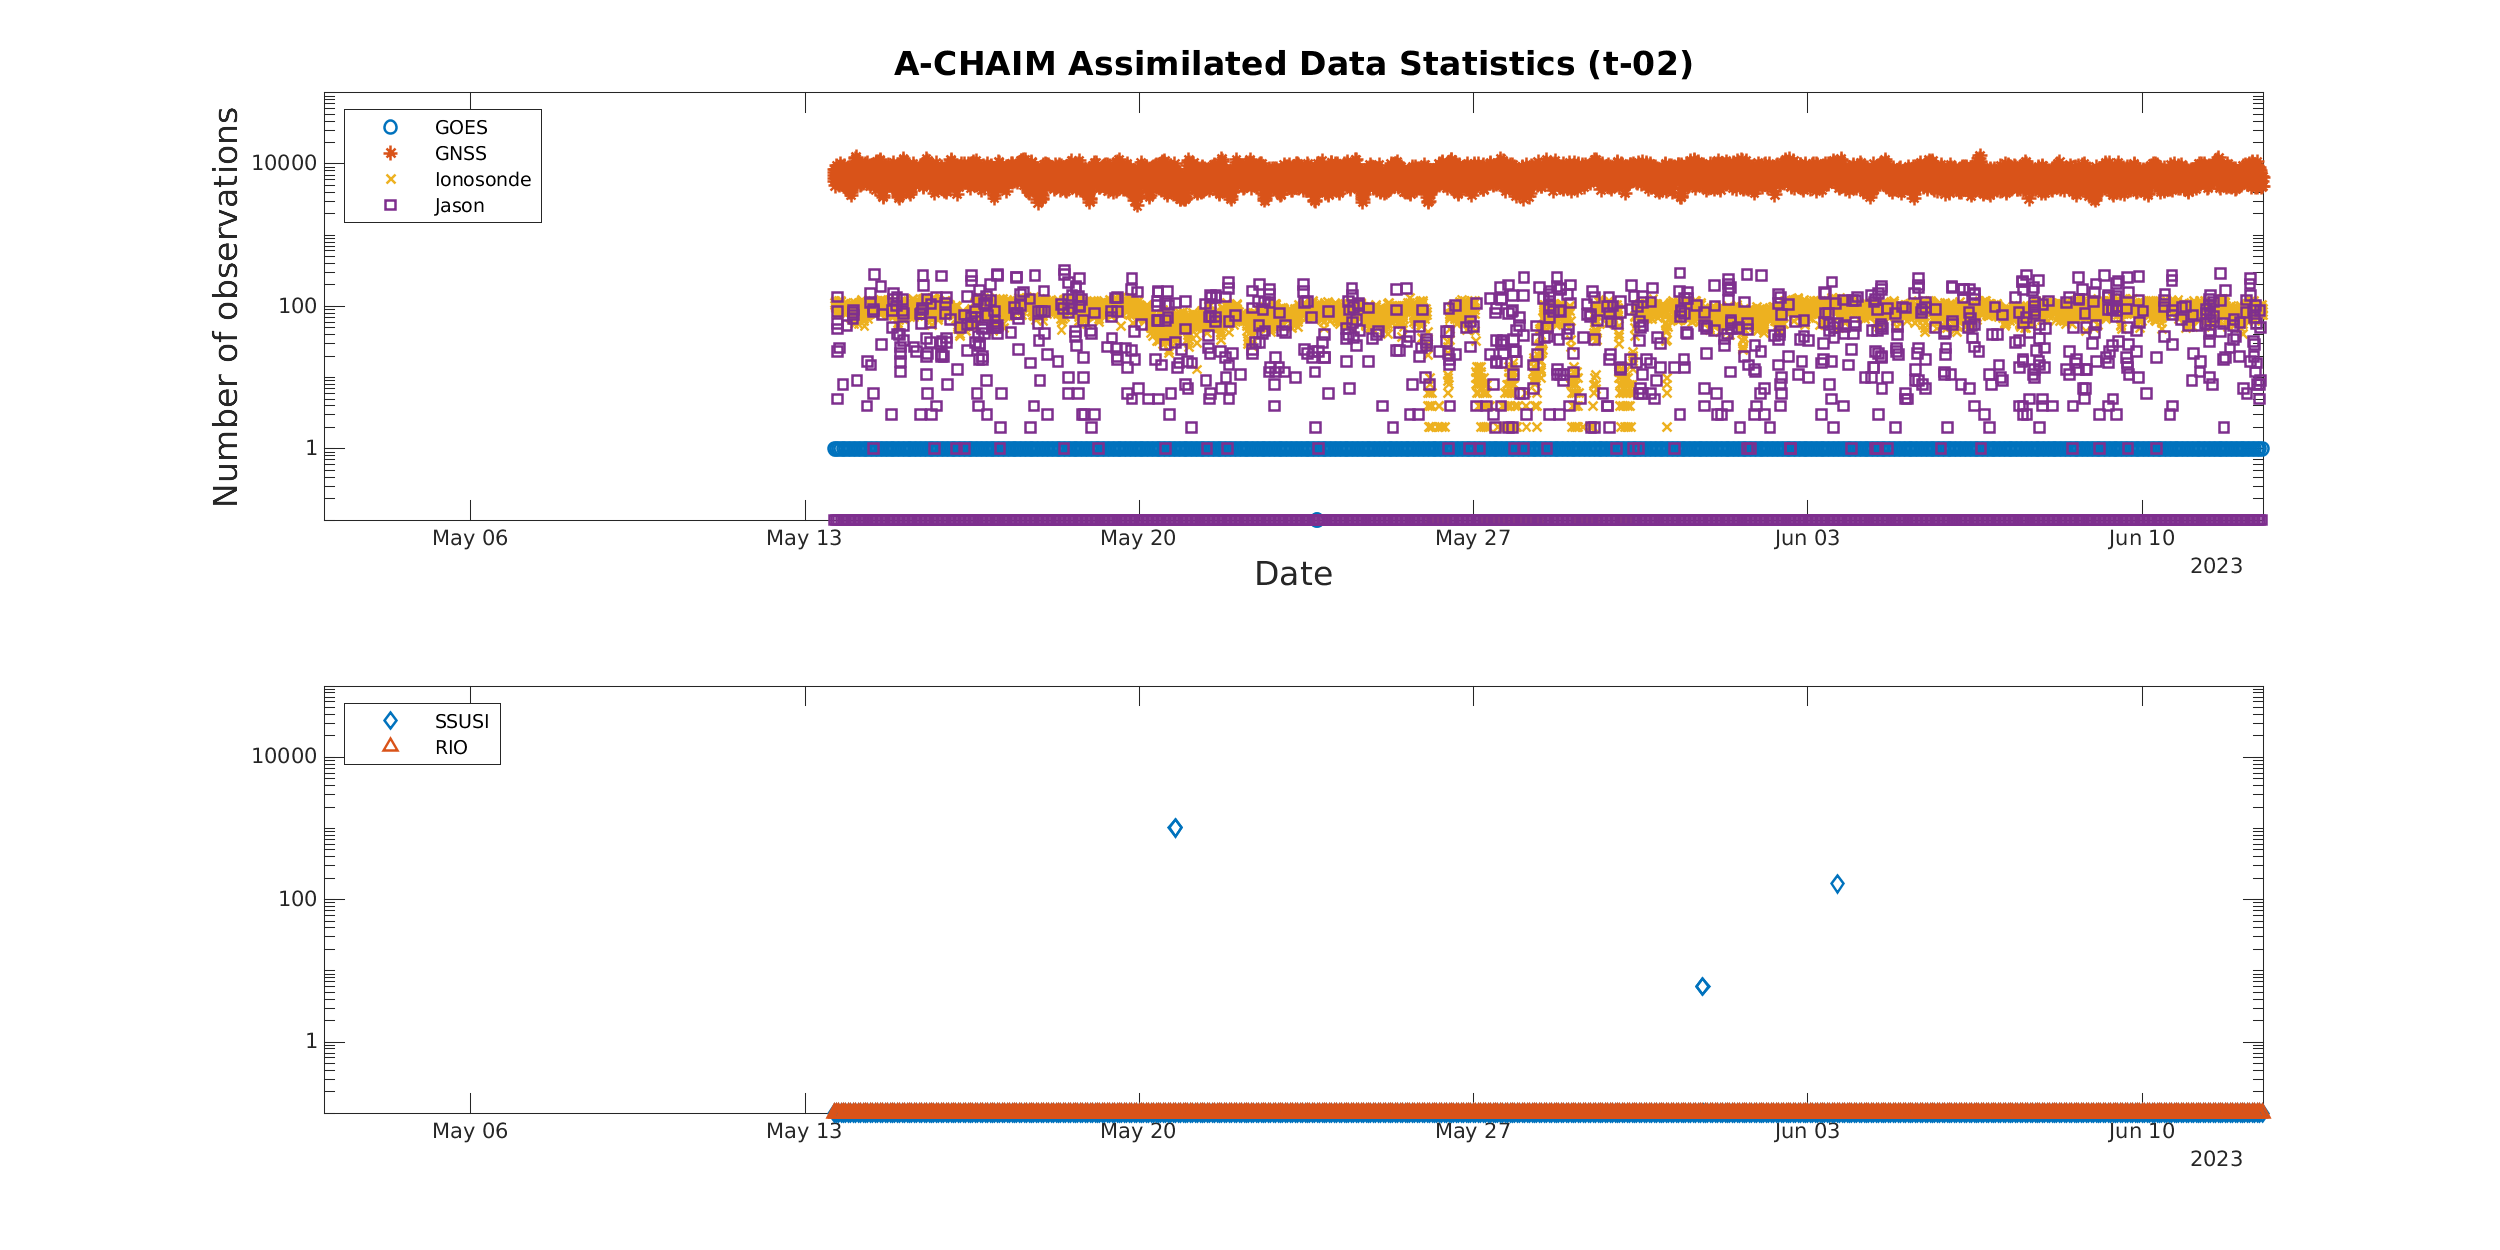 A-CHAIM Assimilated Data Statistics (t-02)
Number of observations
10000
100
1
GOES
GNSS
Ionosonde
Jason
May 06
May 13
May 20
May 27
Jun 03
Jun 10
2023
Date
10000
100
1
SSUSI
RIO
May 06
May 13
May 20
May 27
Jun 03
Jun 10
2023